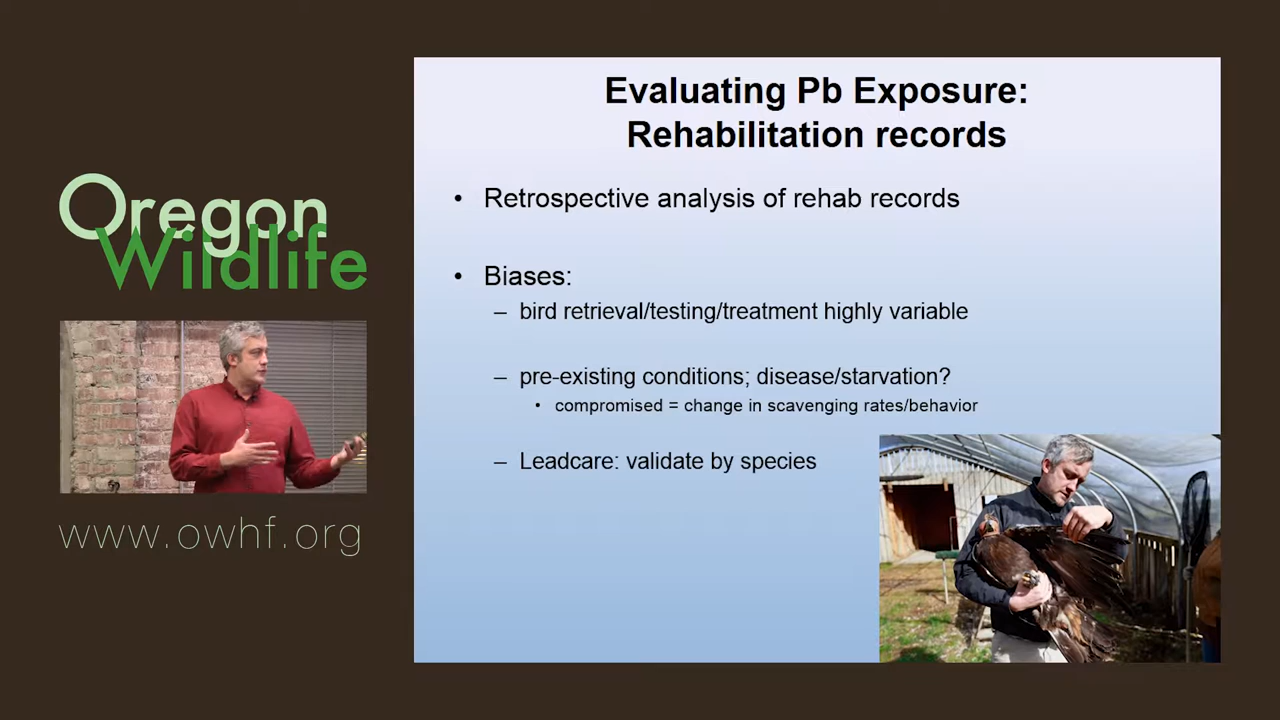 Oregon
Wildlife
www.owhf.org
Evaluating Pb Exposure:
Rehabilitation records
• Retrospective analysis of rehab records
• Biases:
– bird retrieval/testing/treatment highly variable
– pre-existing conditions; disease/starvation?
• compromised = change in scavenging rates/behavior
– Leadcare: validate by species